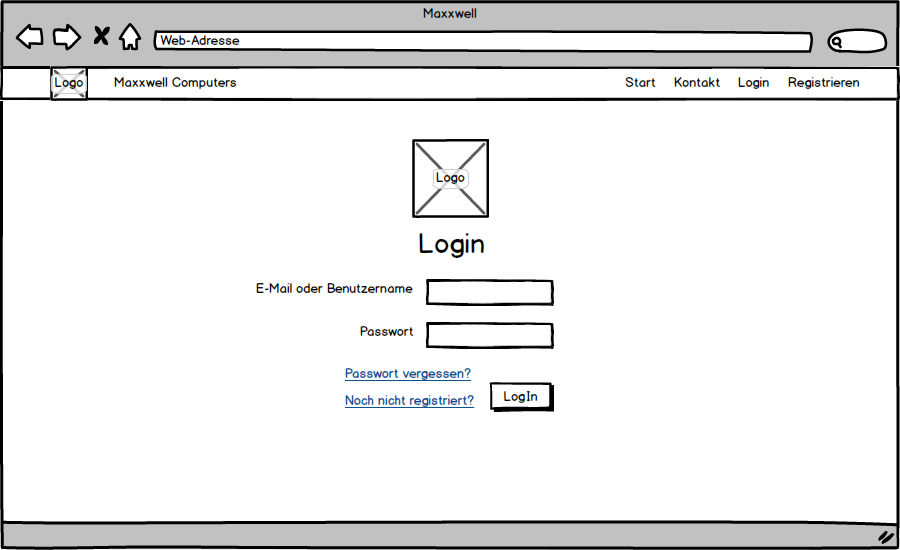 Maxxwell
Web-Adresse
Logo Maxxwell Computers Start Kontakt Login Registrieren
Logo
Login
E-Mail oder Benutzername
Passwort
Passwort vergessen?
Noch nicht registriert? LogIn